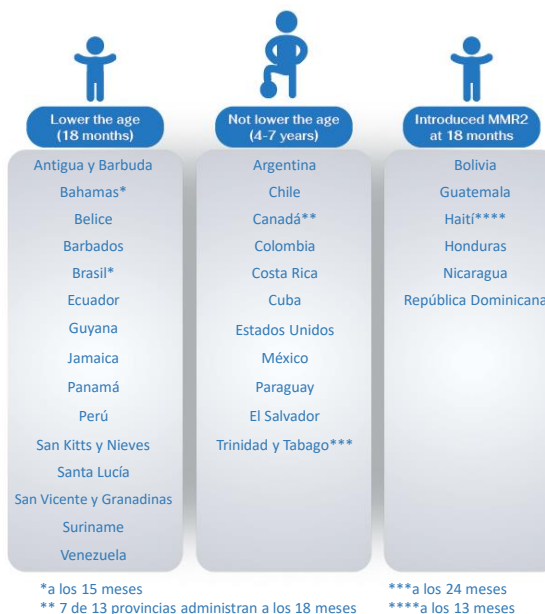 Lower the age
(18 months)
Antigua y Barbuda
Bahamas*
Belice
Barbados
Brasil*
Ecuador
Guyana
Jamaica
Panamá
Perú
San Kitts y Nieves
Santa Lucía
San Vicente y Granadinas
Suriname
Venezuela
Not lower the age
(4-7 years)
Argentina
Chile
Canadá**
Colombia
Costa Rica
Cuba
Estados Unidos
México
Paraguay
El Salvador
Trinidad y Tabago***
Introduced MMR2
at 18 months
Bolivia
Guatemala
Haití****
Honduras
Nicaragua
República Dominicana
*a los 15 meses
** 7 de 13 provincias administran a los 18 meses
***a los 24 meses
****a los 13 meses